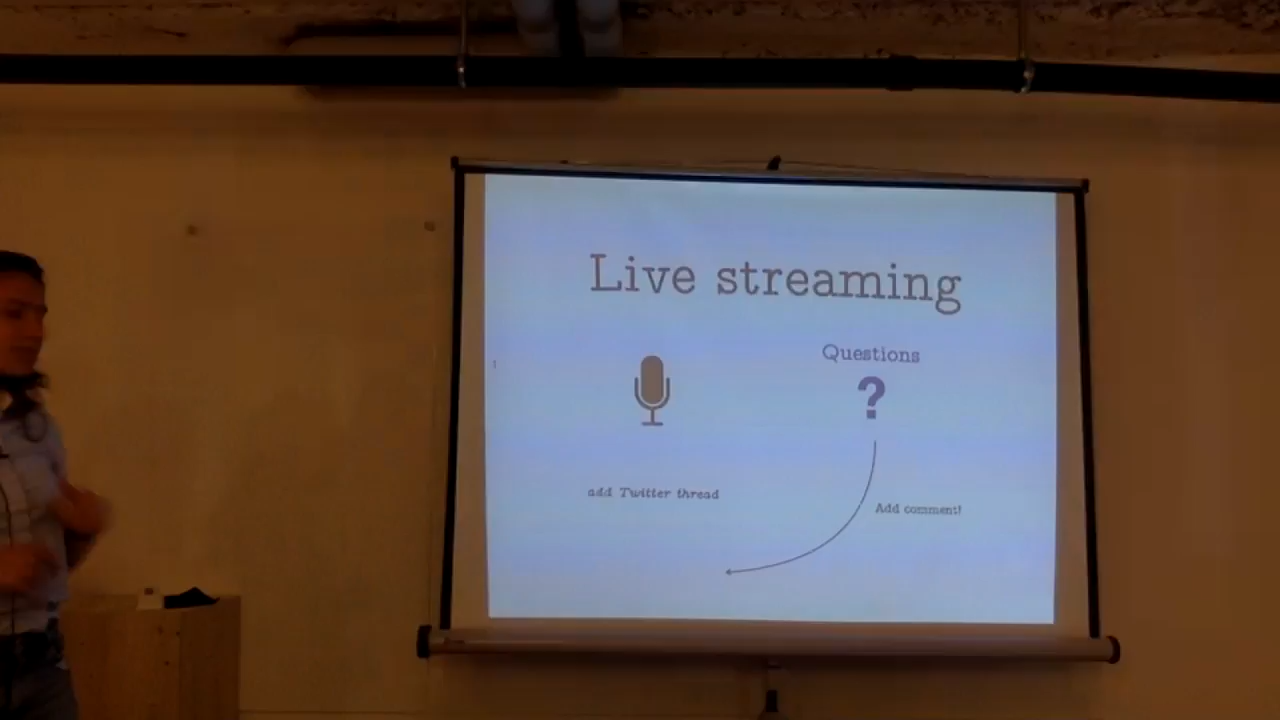 Live streaming
Questions
?
add Twitter thread
Add comment!